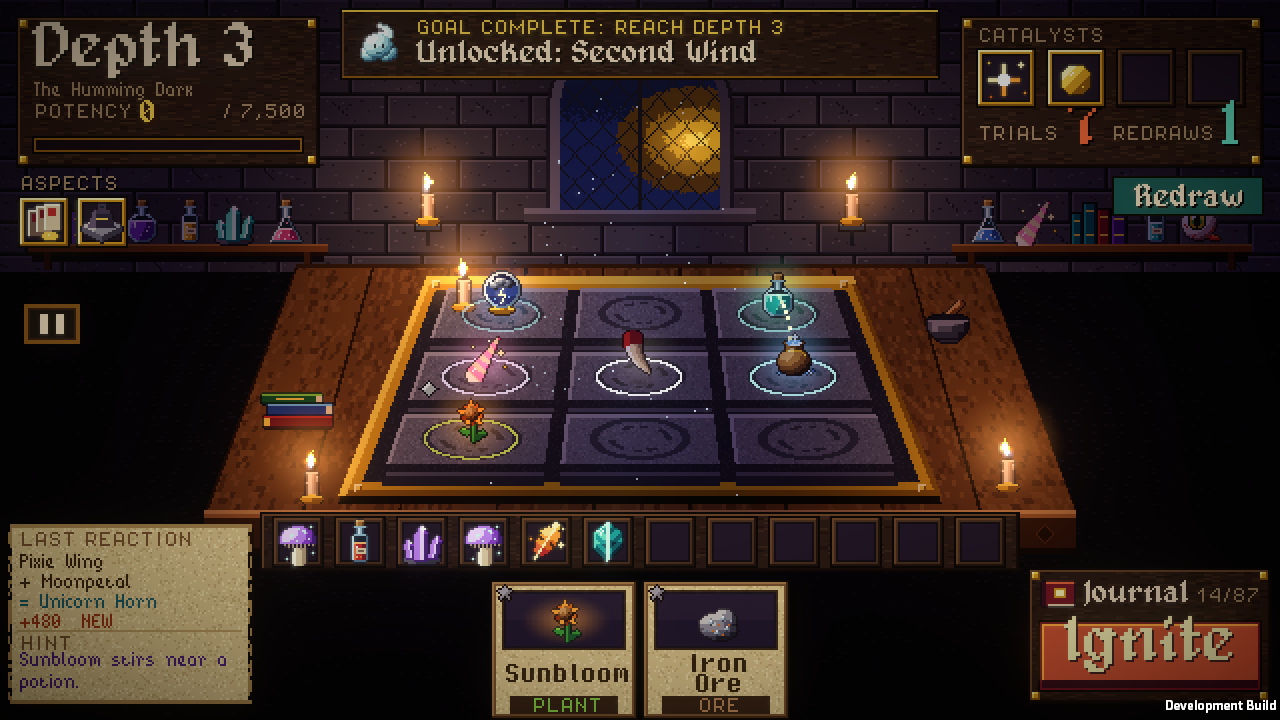 Depth 3
The Humming Dark
POTENCY 0 / 7,500
GOAL COMPLETE: REACH DEPTH 3
Unlocked: Second Wind
CATALYSTS
TRIALS 7 REDRAWS 1
ASPECTS
Redraw
LAST REACTION
Pixie Wing
+ Moonpetal
= Unicorn Horn
+480 NEW
HINT
Sunbloom stirs near a
potion.
Sunbloom
PLANT
Iron
Ore
ORE
Journal 14/87
Ignite
Development Build